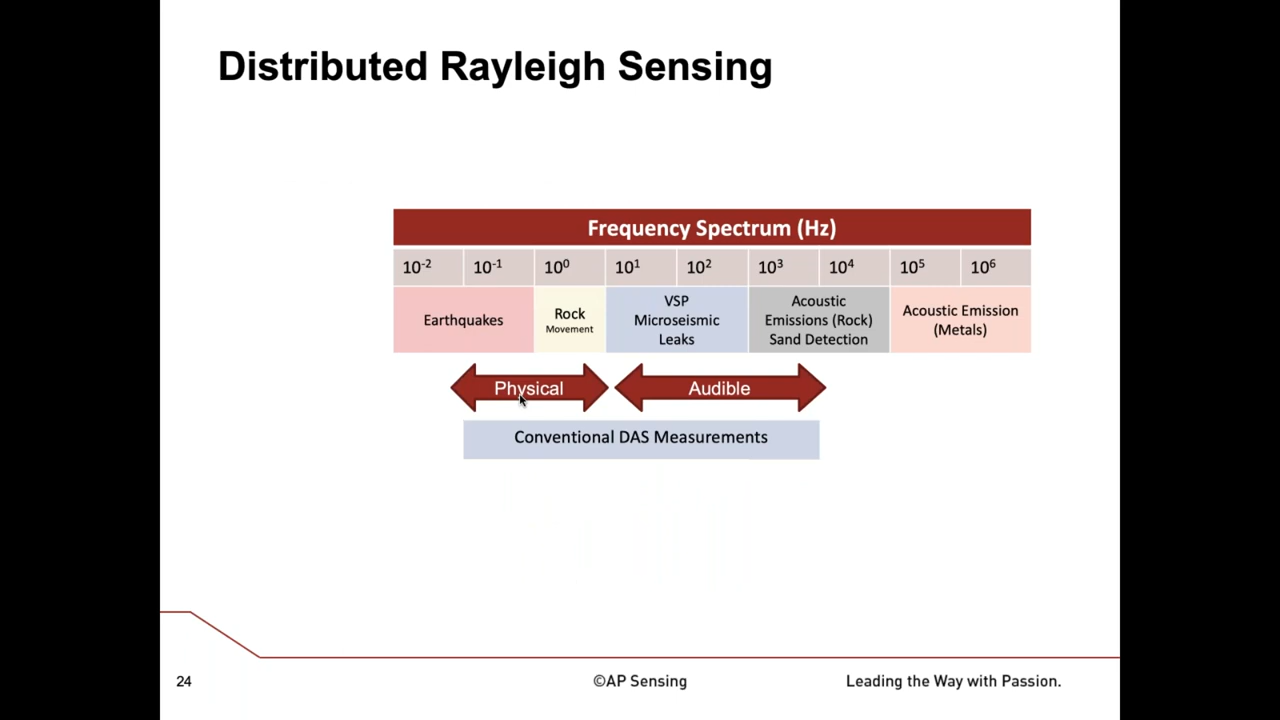 Distributed Rayleigh Sensing
Frequency Spectrum (Hz)
10⁻² 10⁻¹ 10⁰ 10¹ 10² 10³ 10⁴ 10⁵ 10⁶
Earthquakes
Rock
Movement
VSP
Microseismic
Leaks
Acoustic
Emissions (Rock)
Sand Detection
Acoustic Emission
(Metals)
Physical
Audible
Conventional DAS Measurements
24
©AP Sensing
Leading the Way with Passion.